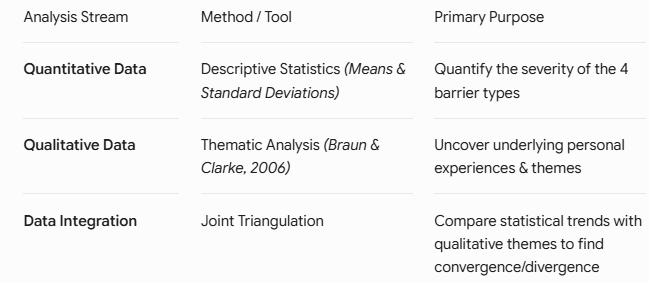 Analysis Stream
Method / Tool
Primary Purpose
Quantitative Data
Descriptive Statistics (Means &
Standard Deviations)
Quantify the severity of the 4
barrier types
Qualitative Data
Thematic Analysis (Braun &
Clarke, 2006)
Uncover underlying personal
experiences & themes
Data Integration
Joint Triangulation
Compare statistical trends with
qualitative themes to find
convergence/divergence